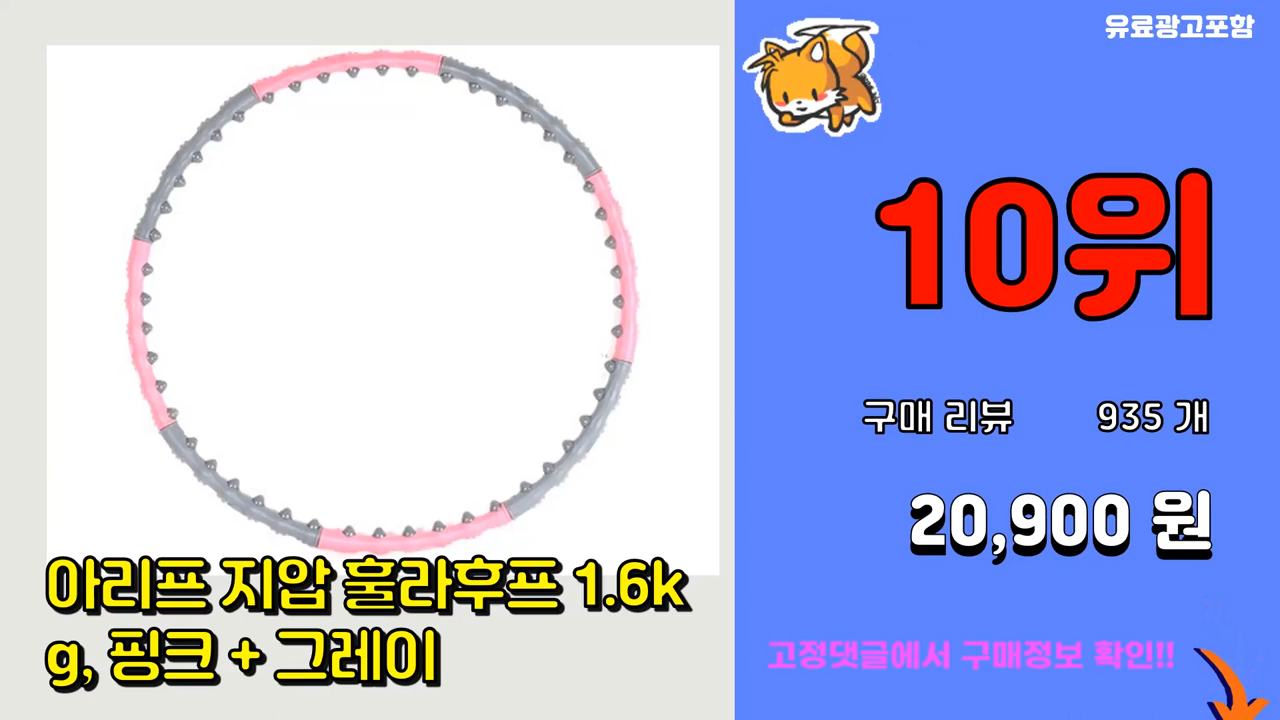 유료광고포함
10위
구매 리뷰 935 개
20,900 원
아리프 지압 훌라후프 1.6k
g, 핑크 + 그레이
고정댓글에서 구매정보 확인!!